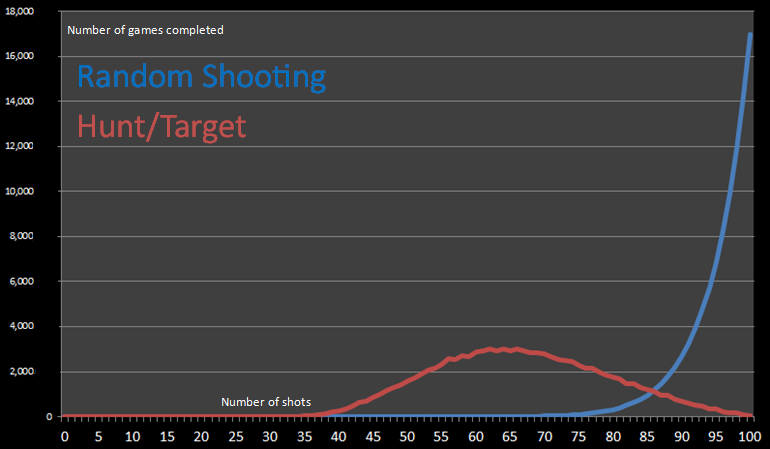 18,000
Number of games completed
16,000
Random Shooting
14,000
Hunt/Target
12,000
10,000
8,000
6,000
4,000
2,000
Number of shots
0
0 5 10 15 20 25 30 35 40 45 50 55 60 65 70 75 80 85 90 95 100